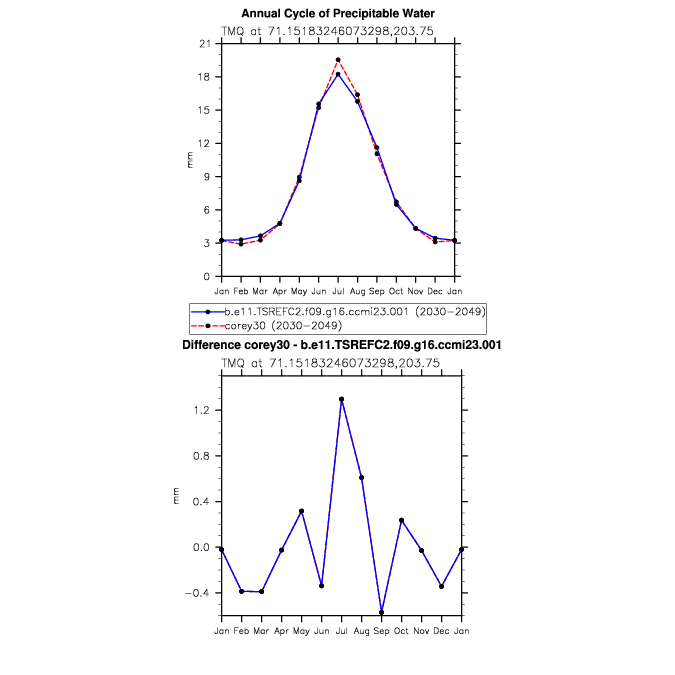 Annual Cycle of Precipitable Water
TMQ at 71.15183246073298,203.75
21
18
15
12
9
6
3
0
mm
Jan Feb Mar Apr May Jun Jul Aug Sep Oct Nov Dec Jan
b.e11.TSREFC2.f09.g16.ccmi23.001 (2030-2049)
corey30 (2030-2049)
Difference corey30 - b.e11.TSREFC2.f09.g16.ccmi23.001
TMQ at 71.15183246073298,203.75
1.2
0.8
0.4
0.0
-0.4
mm
Jan Feb Mar Apr May Jun Jul Aug Sep Oct Nov Dec Jan